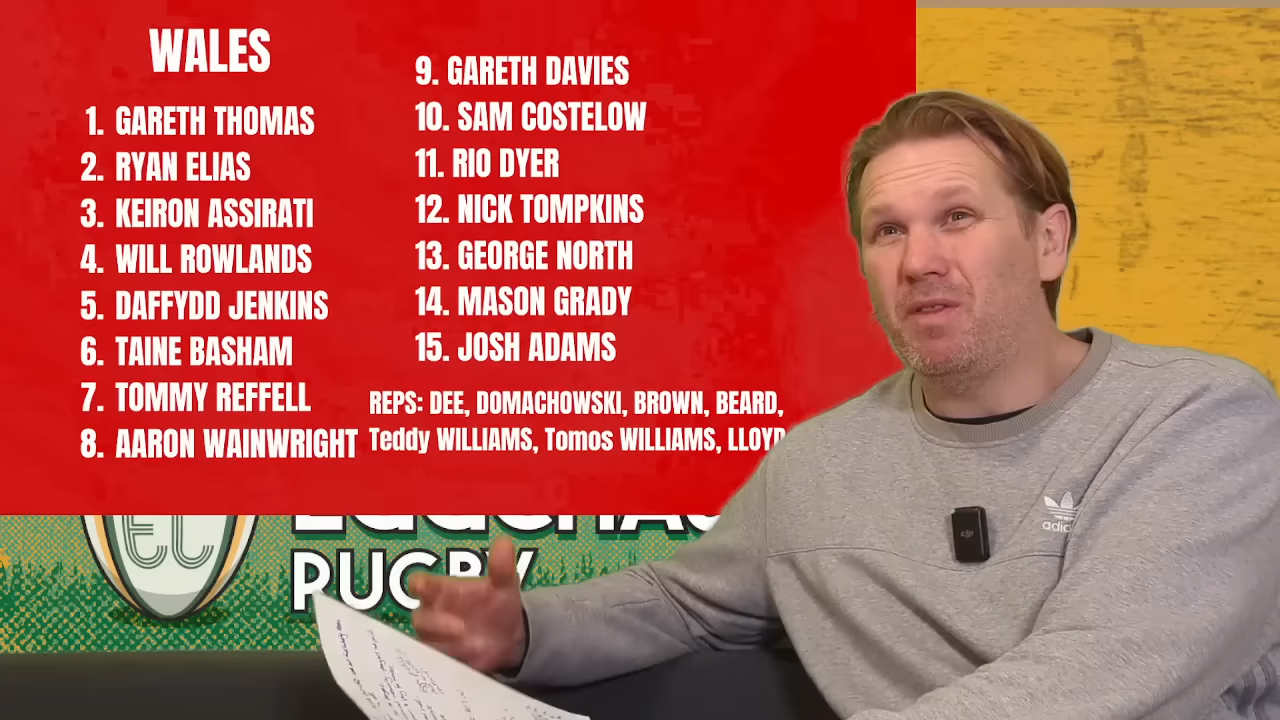 WALES
1. GARETH THOMAS
2. RYAN ELIAS
3. KEIRON ASSIRATI
4. WILL ROWLANDS
5. DAFFYDD JENKINS
6. TAINE BASHAM
7. TOMMY REFFELL
8. AARON WAINWRIGHT
9. GARETH DAVIES
10. SAM COSTELOW
11. RIO DYER
12. NICK TOMPKINS
13. GEORGE NORTH
14. MASON GRADY
15. JOSH ADAMS
REPS: DEE, DOMACHOWSKI, BROWN, BEARD,
Teddy WILLIAMS, Tomos WILLIAMS, LLOYD
EC
RUGBY
adidas
dji